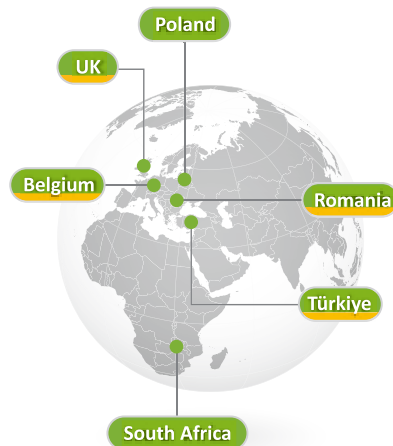 Poland
UK
Belgium
Romania
Türkiye
South Africa